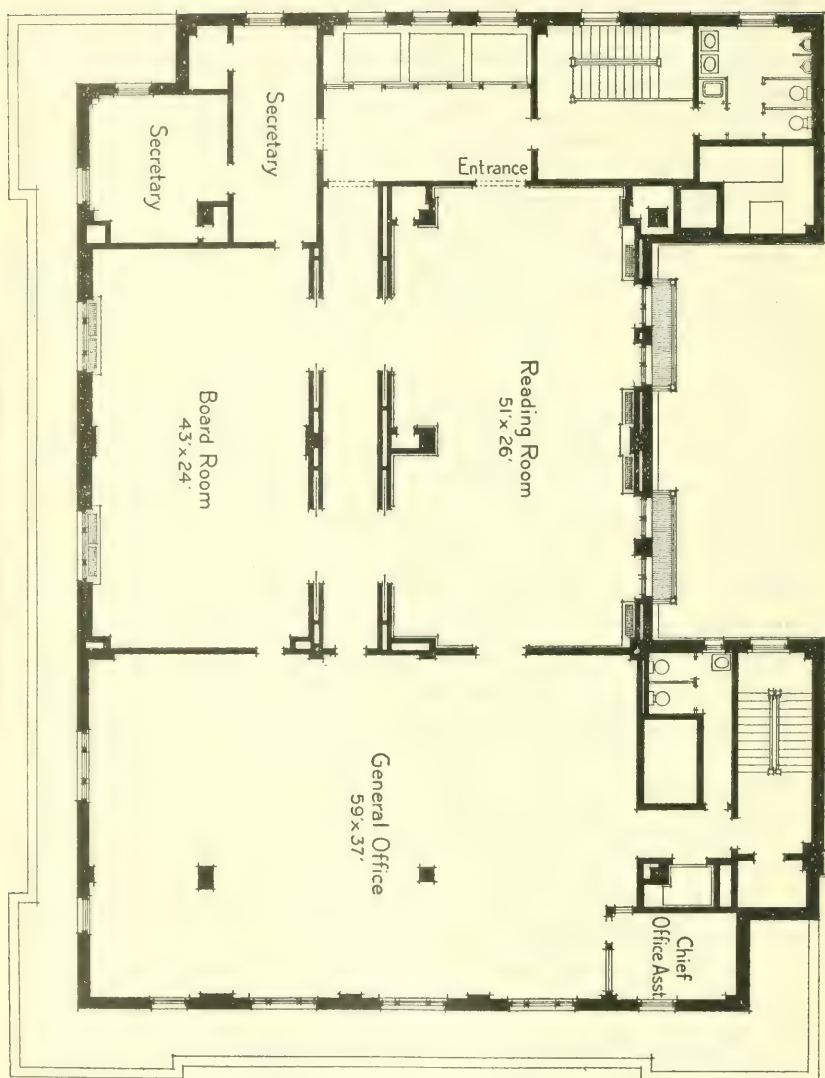 Secretary
Secretary
Entrance
Reading Room
51' x 26'
Board Room
43' x 24'
General Office
59' x 37'
Chief
Office Asst.